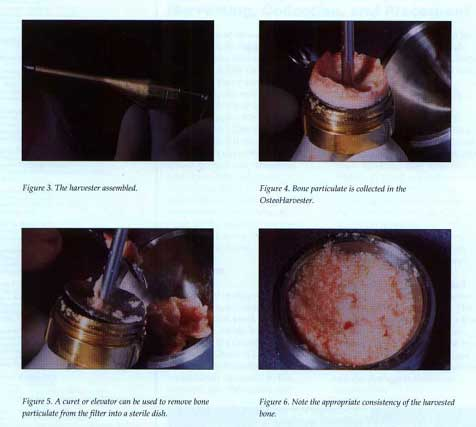 Figure 3. The harvester assembled.
Figure 4. Bone particulate is collected in the
OsteoHarvester.
Figure 5. A curet or elevator can be used to remove bone
particulate from the filter into a sterile dish.
Figure 6. Note the appropriate consistency of the harvested
bone.